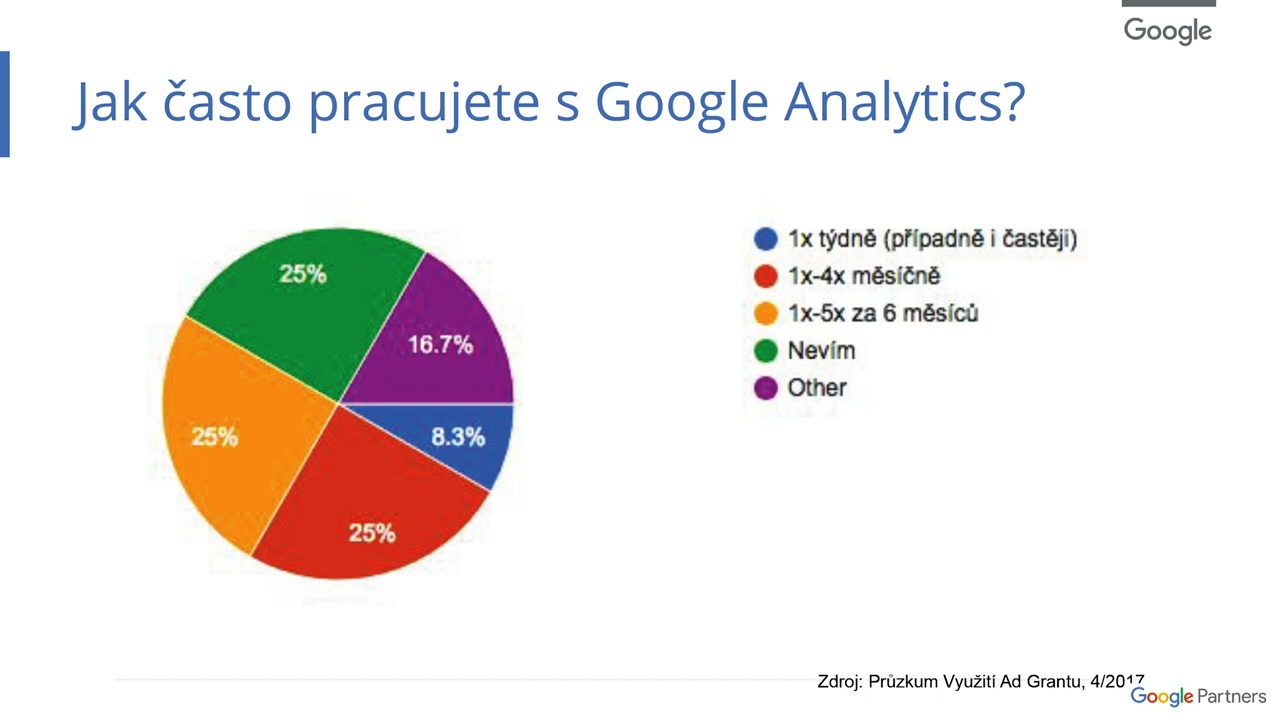 Google
Jak často pracujete s Google Analytics?
25%
16.7%
25%
8.3%
25%
1x týdně (případně i častěji)
1x-4x měsíčně
1x-5x za 6 měsíců
Nevím
Other
Zdroj: Průzkum Využití Ad Grantu, 4/2017
Google Partners